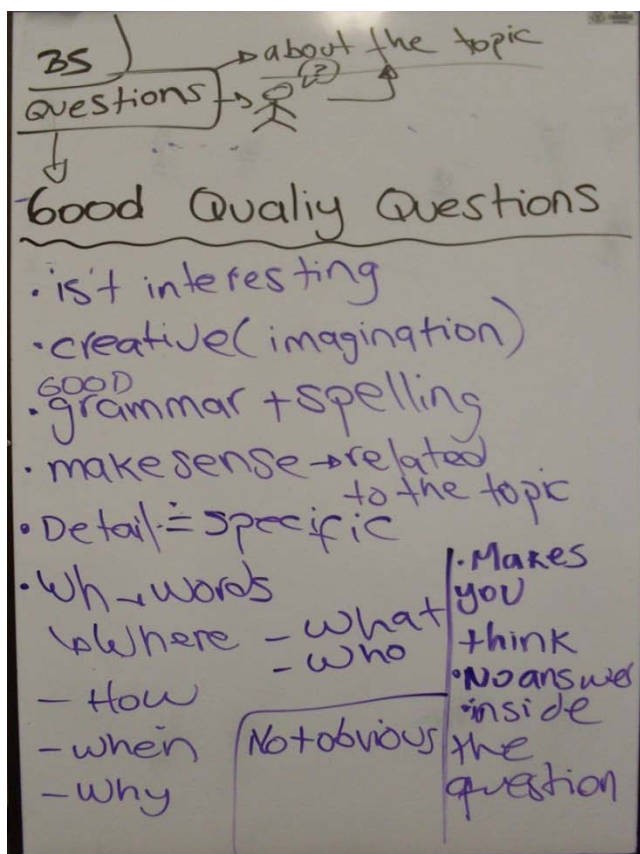 35
Questions
about the topic
?
Good Qualiy Questions
• is't interesting
• creative (imagination)
GOOD
• grammar + spelling
• make sense → related
to the topic
• Detail = specific
• Wh → words
↳ Where
- what
- who
- How
- when
- Why
Not obvious
• Makes
you
think
• No answer
• inside
the
question